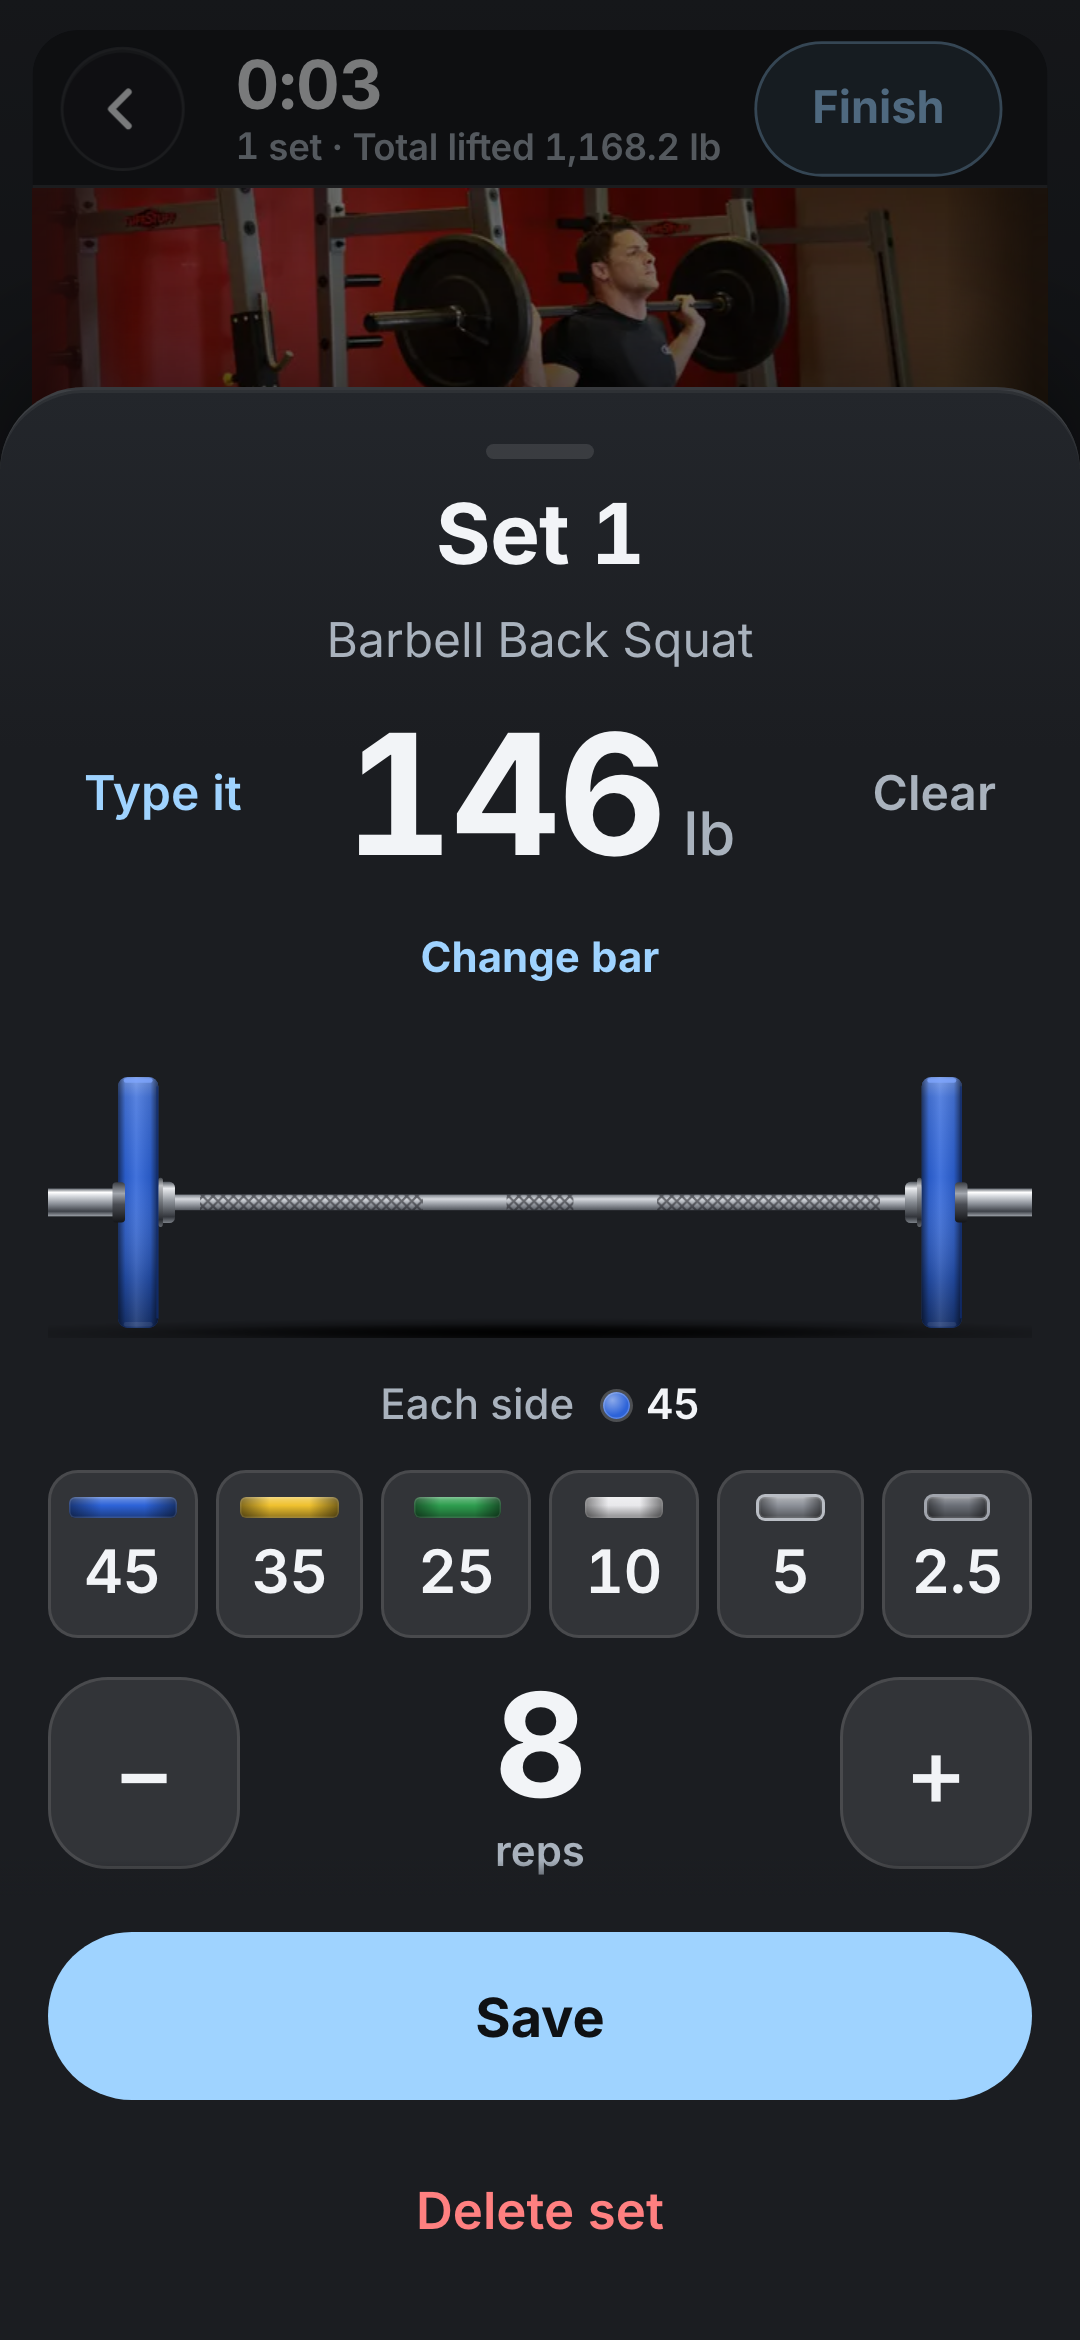 0:03
1 set · Total lifted 1,168.2 lb
Finish
Set 1
Barbell Back Squat
Type it
146 lb
Clear
Change bar
Each side 45
45 35 25 10 5 2.5
− 8 +
reps
Save
Delete set